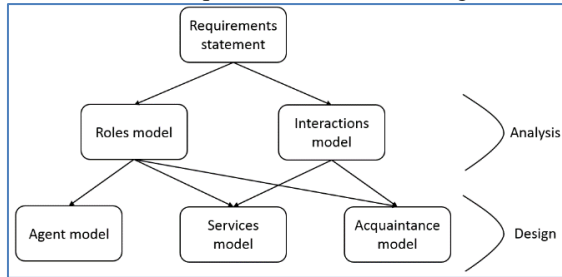 Requirements
statement
Roles model
Interactions
model
Analysis
Agent model
Services
model
Acquaintance
model
Design